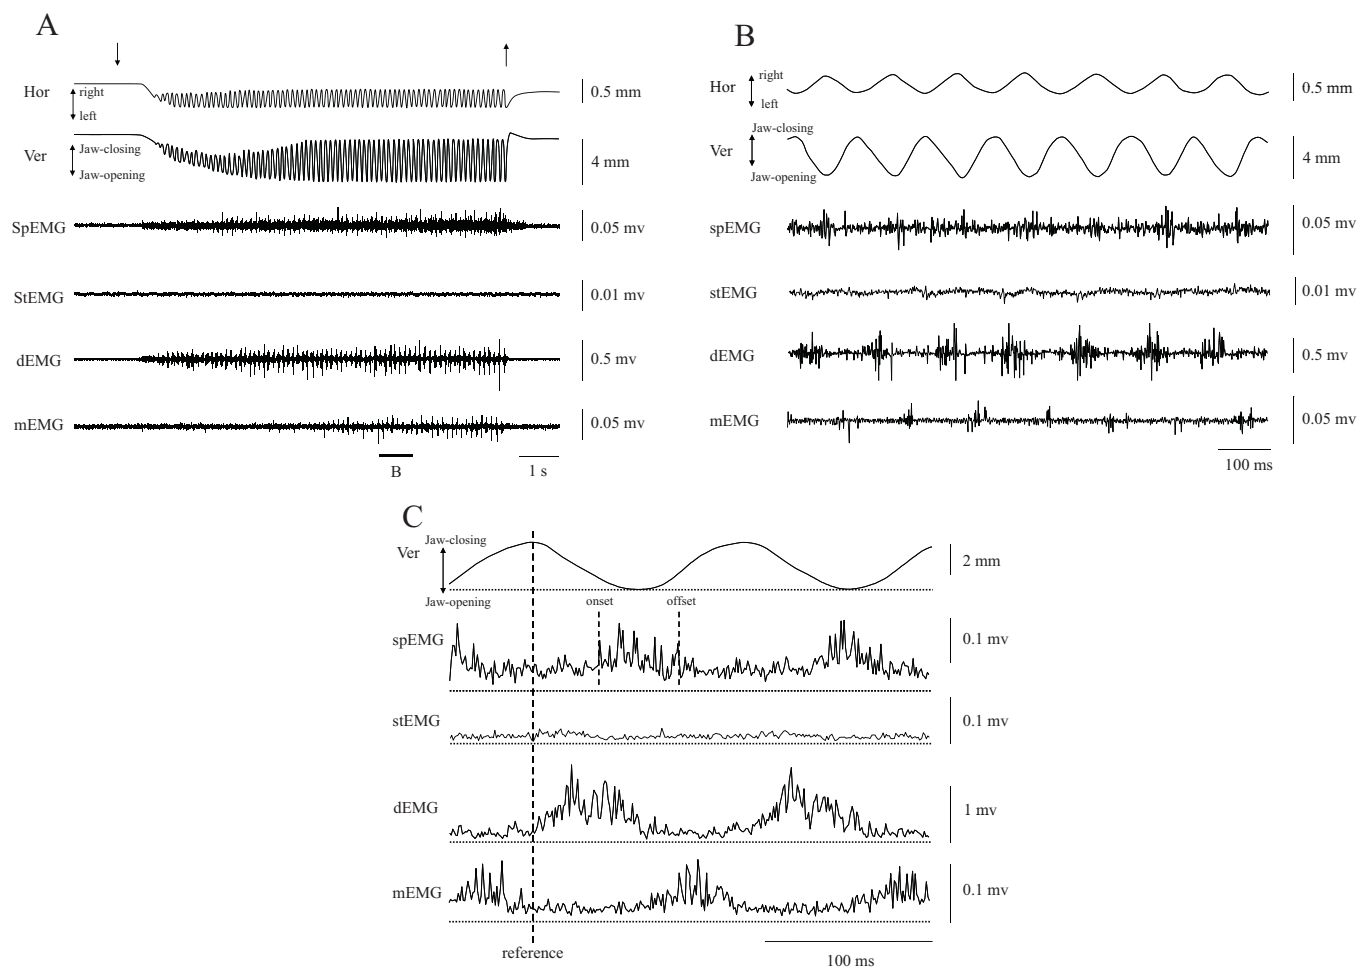 A
Hor
right
left
0.5 mm
Ver
Jaw-closing
Jaw-opening
4 mm
SpEMG
0.05 mv
StEMG
0.01 mv
dEMG
0.5 mv
mEMG
0.05 mv
B
1 s
B
Hor
right
left
0.5 mm
Jaw-closing
Ver
Jaw-opening
4 mm
spEMG
0.05 mv
stEMG
0.01 mv
dEMG
0.5 mv
mEMG
0.05 mv
100 ms
C
Ver
Jaw-closing
Jaw-opening
2 mm
onset
offset
spEMG
0.1 mv
stEMG
0.1 mv
dEMG
1 mv
mEMG
0.1 mv
reference
100 ms